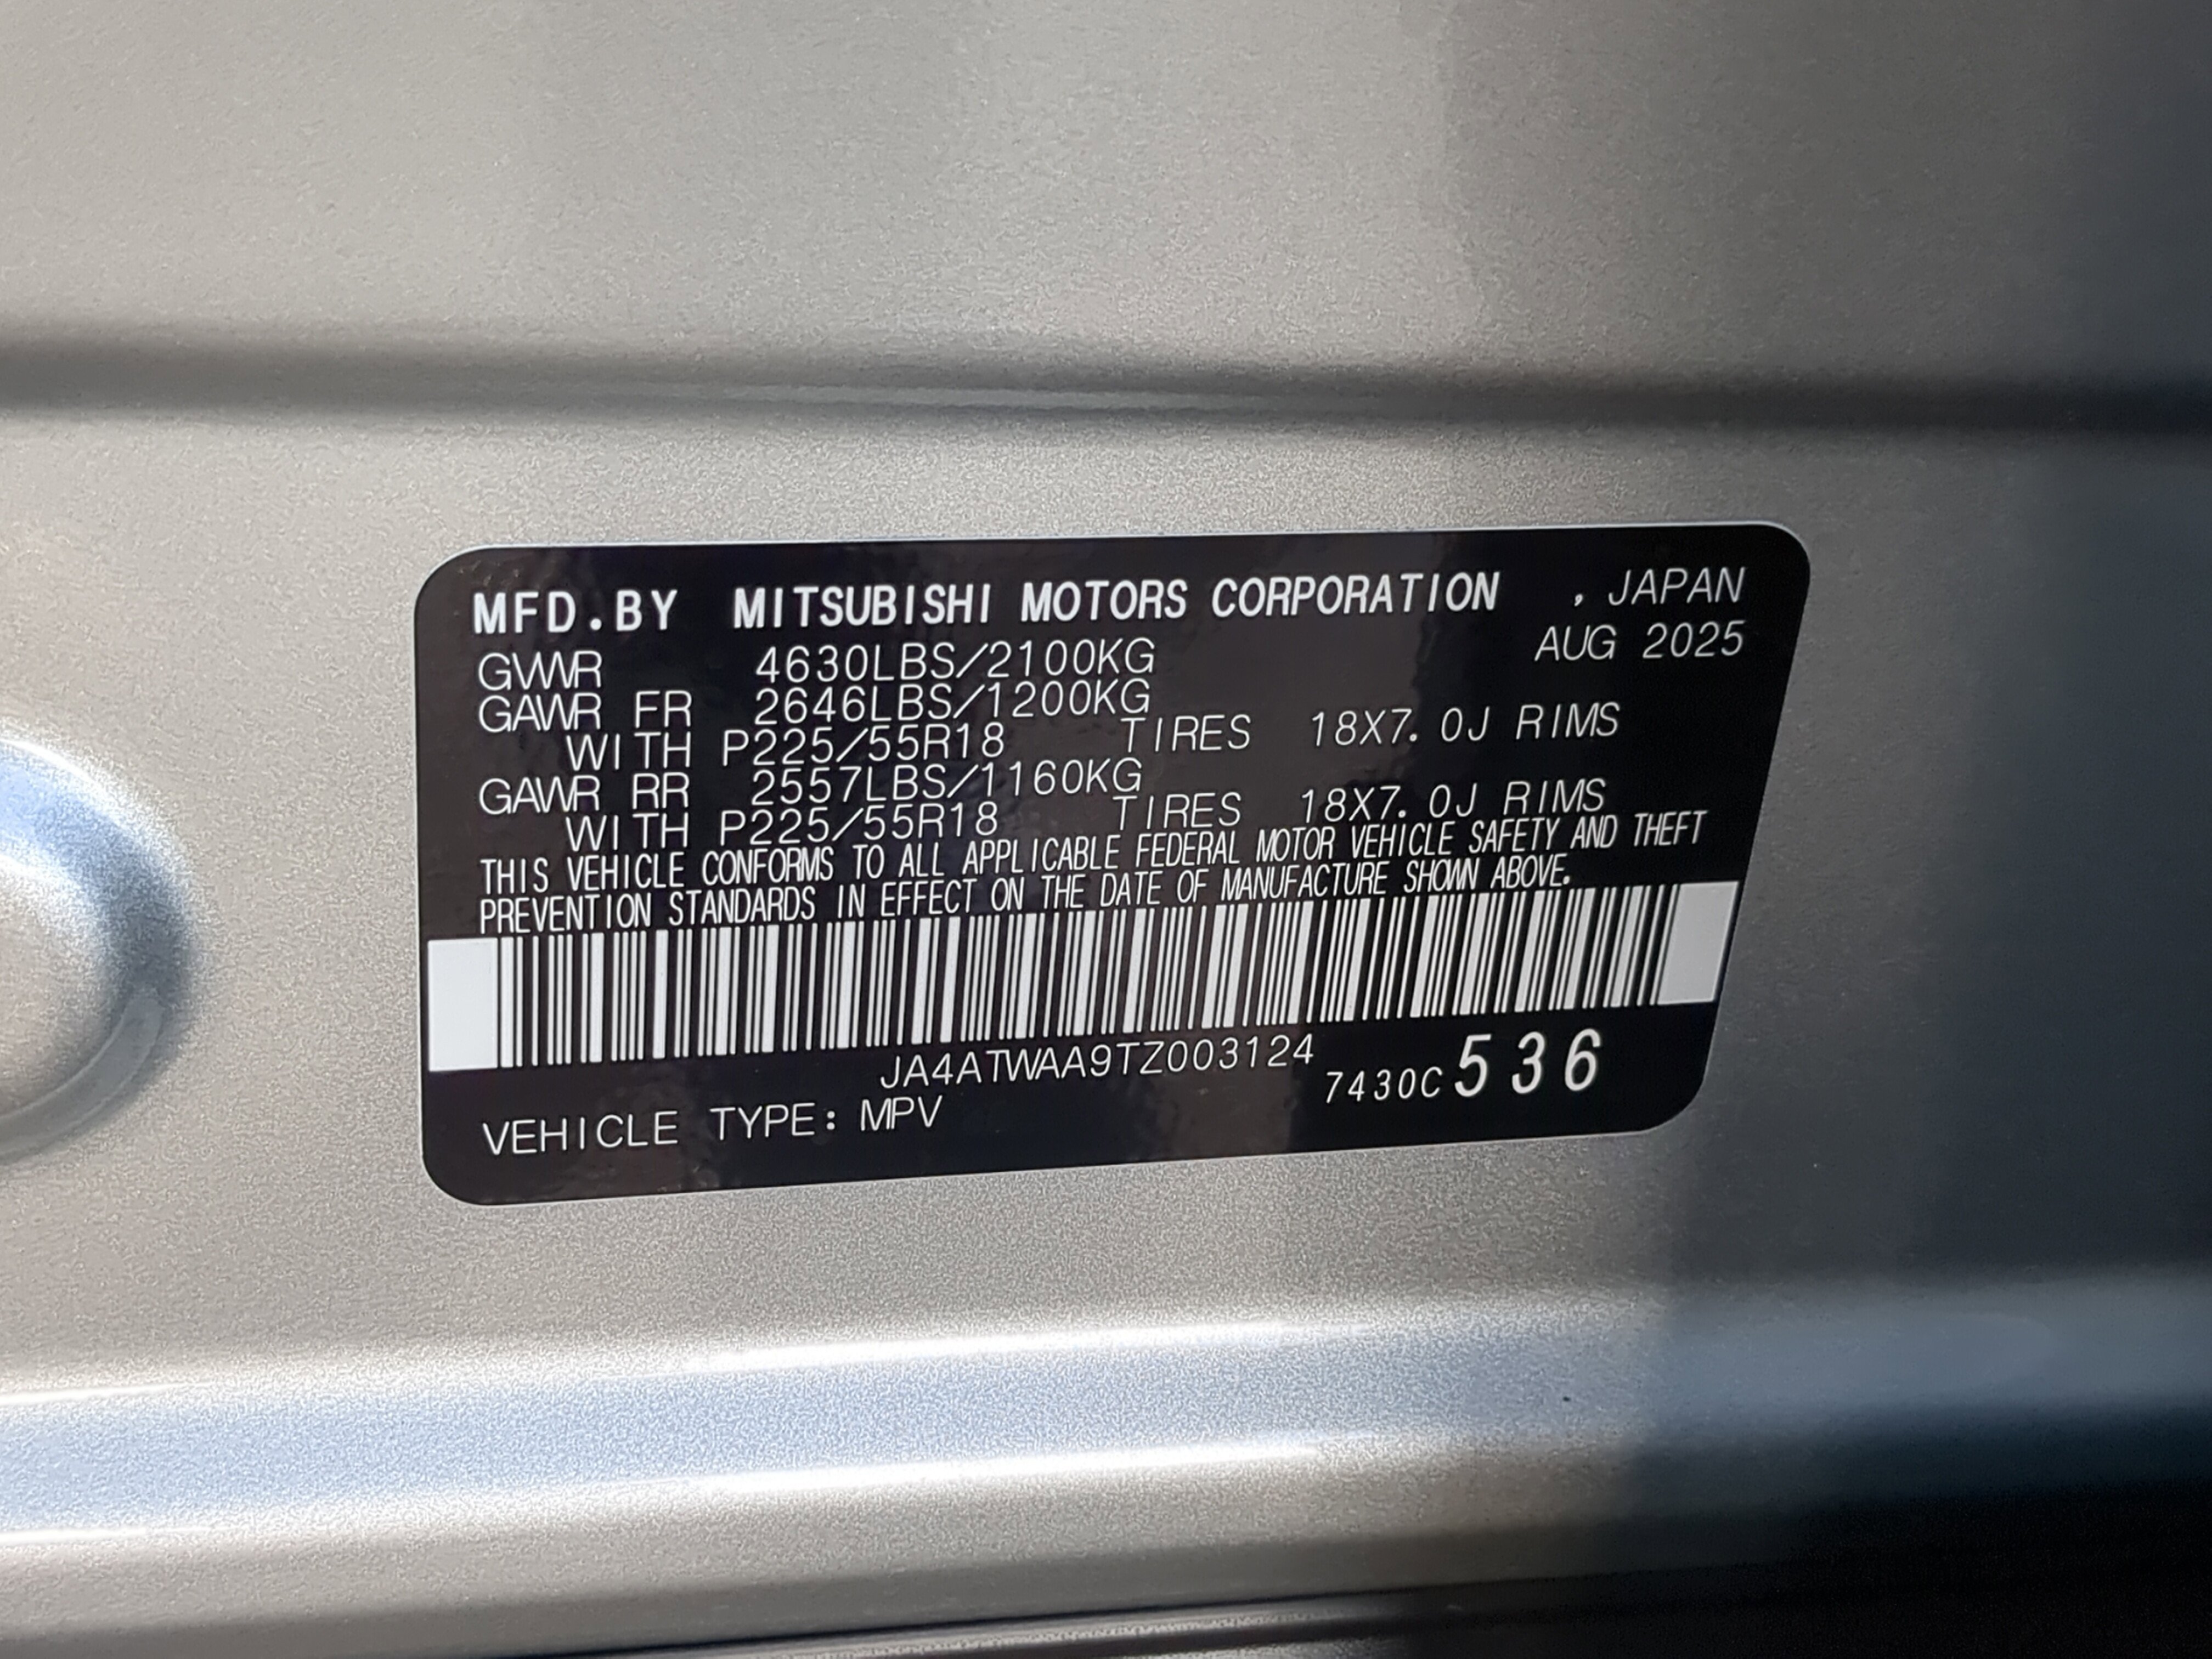 MFD.BY MITSUBISHI MOTORS CORPORATION , JAPAN
AUG 2025
GVWR 4630LBS/2100KG
GAWR FR 2646LBS/1200KG
WITH P225/55R18 TIRES 18X7.0J RIMS
GAWR RR 2557LBS/1160KG
WITH P225/55R18 TIRES 18X7.0J RIMS
THIS VEHICLE CONFORMS TO ALL APPLICABLE FEDERAL MOTOR VEHICLE SAFETY AND THEFT
PREVENTION STANDARDS IN EFFECT ON THE DATE OF MANUFACTURE SHOWN ABOVE.
JA4ATWAA9TZ003124
7430C536
VEHICLE TYPE: MPV